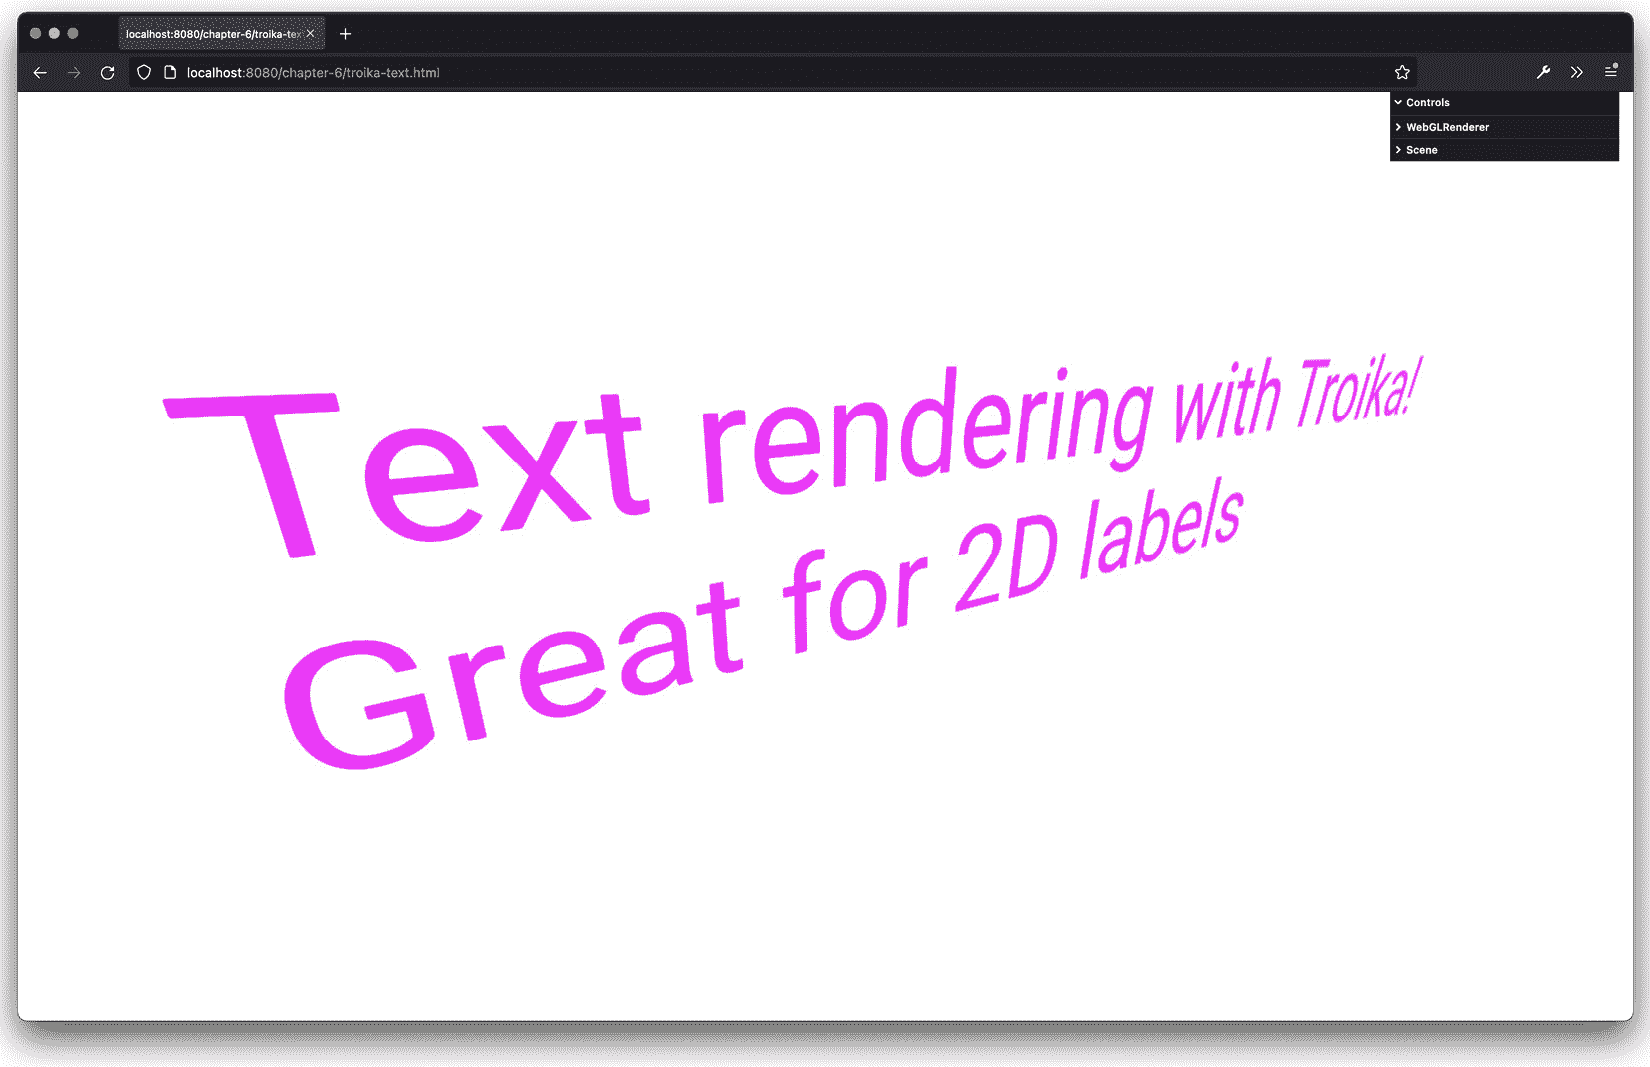 localhost:8080/chapter-6/troika-te
localhost:8080/chapter-6/troika-text.html
Controls
WebGLRenderer
Scene
Text rendering with Troika!
Great for 2D labels